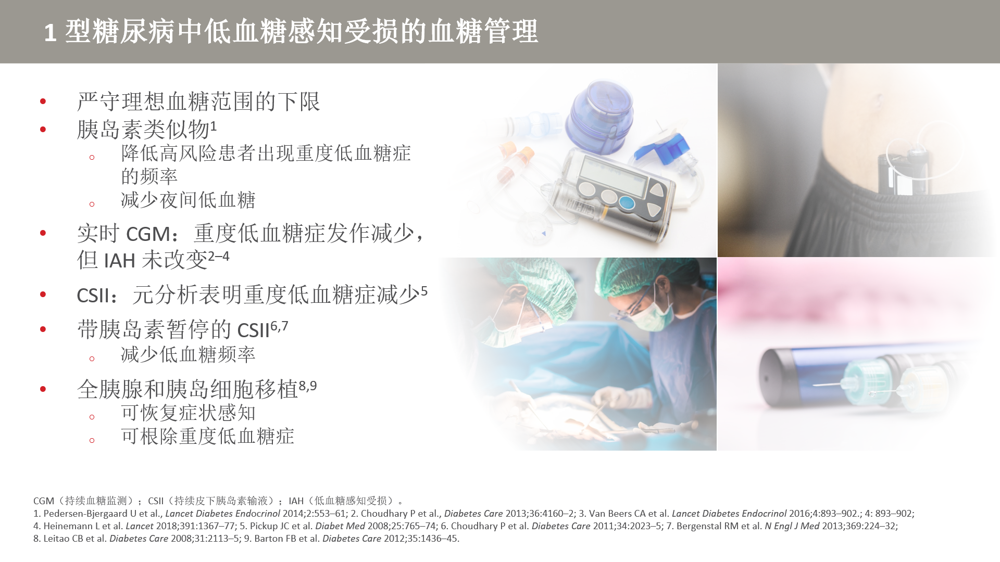 1 型糖尿病中低血糖感知受损的血糖管理
• 严守理想血糖范围的下限
• 胰岛素类似物1
o 降低高风险患者出现重度低血糖症
的频率
o 减少夜间低血糖
• 实时 CGM：重度低血糖症发作减少，
但 IAH 未改变2–4
• CSII：元分析表明重度低血糖症减少5
• 带胰岛素暂停的 CSII6,7
o 减少低血糖频率
• 全胰腺和胰岛细胞移植8,9
o 可恢复症状感知
o 可根除重度低血糖症
CGM（持续血糖监测）；CSII（持续皮下胰岛素输液）；IAH（低血糖感知受损）。
1. Pedersen-Bjergaard U et al., Lancet Diabetes Endocrinol 2014;2:553–61; 2. Choudhary P et al., Diabetes Care 2013;36:4160–2; 3. Van Beers CA et al. Lancet Diabetes Endocrinol 2016;4:893–902.; 4: 893–902;
4. Heinemann L et al. Lancet 2018;391:1367–77; 5. Pickup JC et al. Diabet Med 2008;25:765–74; 6. Choudhary P et al. Diabetes Care 2011;34:2023–5; 7. Bergenstal RM et al. N Engl J Med 2013;369:224–32;
8. Leitao CB et al. Diabetes Care 2008;31:2113–5; 9. Barton FB et al. Diabetes Care 2012;35:1436–45.